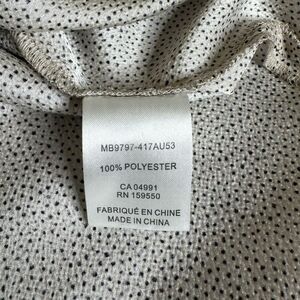 MB9797-417AU53
100% POLYESTER
CA 04991
RN 159550
FABRIQUÉ EN CHINE
MADE IN CHINA